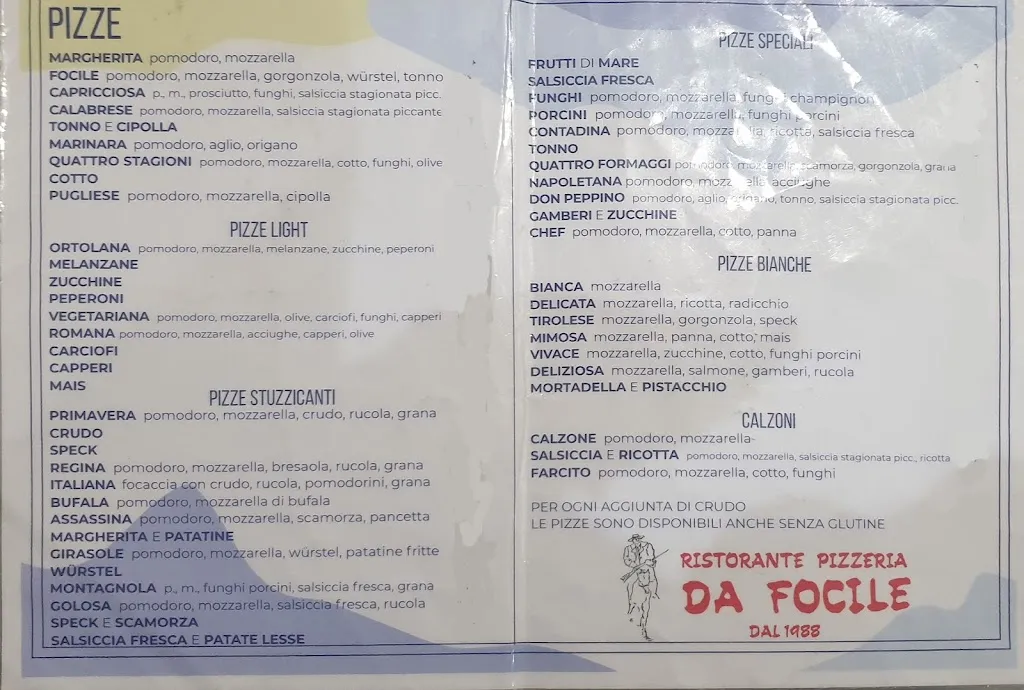 PIZZE
MARGHERITA pomodoro, mozzarella
FOCILE pomodoro, mozzarella, gorgonzola, würstel, tonno
CAPRICCIOSA p., m., prosciutto, funghi, salsiccia stagionata picc.
CALABRESE pomodoro, mozzarella, salsiccia stagionata piccante
TONNO E CIPOLLA
MARINARA pomodoro, aglio, origano
QUATTRO STAGIONI pomodoro, mozzarella, cotto, funghi, olive
COTTO
PUGLIESE pomodoro, mozzarella, cipolla
PIZZE LIGHT
ORTOLANA pomodoro, mozzarella, melanzane, zucchine, peperoni
MELANZANE
ZUCCHINE
PEPERONI
VEGETARIANA pomodoro, mozzarella, olive, carciofi, funghi, capperi
ROMANA pomodoro, mozzarella, acciughe, capperi, olive
CARCIOFI
CAPPERI
MAIS
PIZZE STUZZICANTI
PRIMAVERA pomodoro, mozzarella, crudo, rucola, grana
CRUDO
SPECK
REGINA pomodoro, mozzarella, bresaola, rucola, grana
ITALIANA focaccia con crudo, rucola, pomodorini, grana
BUFALA pomodoro, mozzarella di bufala
ASSASSINA pomodoro, mozzarella, scamorza, pancetta
MARGHERITA E PATATINE
GIRASOLE pomodoro, mozzarella, würstel, patatine fritte
WÜRSTEL
MONTAGNOLA p., m., funghi porcini, salsiccia fresca, grana
GOLOSA pomodoro, mozzarella, salsiccia fresca, rucola
SPECK E SCAMORZA
SALSICCIA FRESCA E PATATE LESSE
PIZZE SPECIALI
FRUTTI DI MARE
SALSICCIA FRESCA
FUNGHI pomodoro, mozzarella, funghi champignon
PORCINI pomodoro, mozzarella, funghi porcini
CONTADINA pomodoro, mozzarella, ricotta, salsiccia fresca
TONNO
QUATTRO FORMAGGI pomodoro, mozzarella, scamorza, gorgonzola, grana
NAPOLETANA pomodoro, mozzarella, acciughe
DON PEPPINO pomodoro, aglio, origano, tonno, salsiccia stagionata picc.
GAMBERI E ZUCCHINE
CHEF pomodoro, mozzarella, cotto, panna
PIZZE BIANCHE
BIANCA mozzarella
DELICATA mozzarella, ricotta, radicchio
TIROLESE mozzarella, gorgonzola, speck
MIMOSA mozzarella, panna, cotto, mais
VIVACE mozzarella, zucchine, cotto, funghi porcini
DELIZIOSA mozzarella, salmone, gamberi, rucola
MORTADELLA E PISTACCHIO
CALZONI
CALZONE pomodoro, mozzarella
SALSICCIA E RICOTTA pomodoro, mozzarella, salsiccia stagionata picc., ricotta
FARCITO pomodoro, mozzarella, cotto, funghi
PER OGNI AGGIUNTA DI CRUDO
LE PIZZE SONO DISPONIBILI ANCHE SENZA GLUTINE
RISTORANTE PIZZERIA
DA FOCILE
DAL 1988